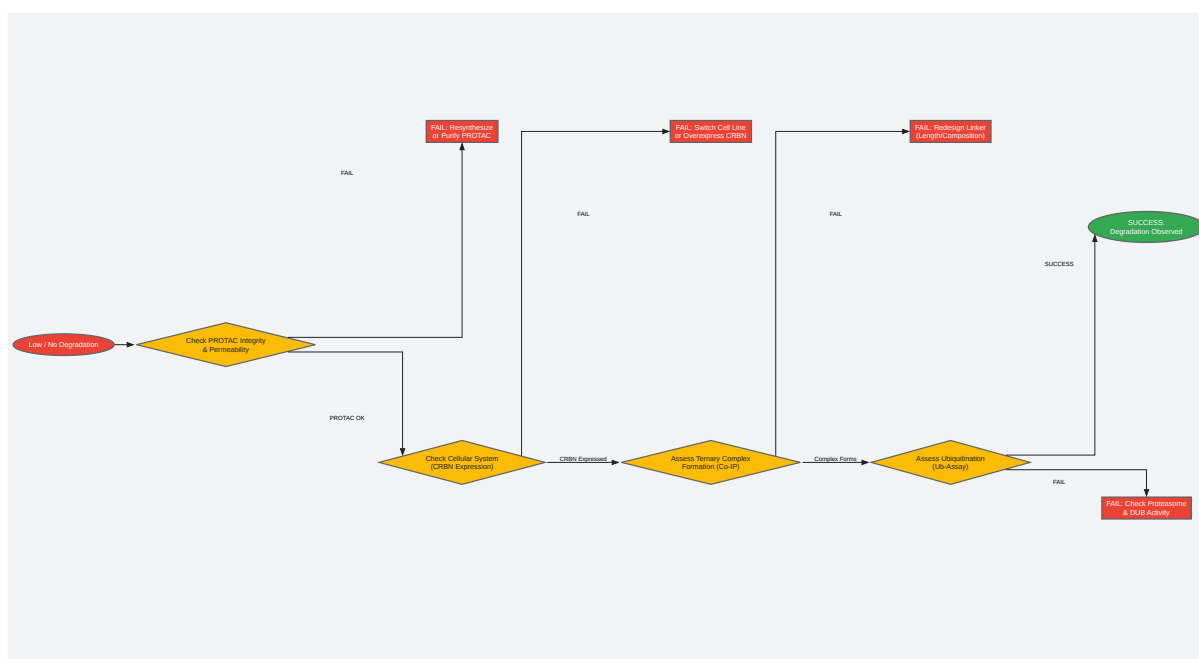 FAIL: Resynthesize
or Purify PROTAC
FAIL: Switch Cell Line
or Overexpress CRBN
FAIL: Redesign Linker
(Length/Composition)
FAIL
FAIL
FAIL
SUCCESS:
Degradation Observed
SUCCESS
Low / No Degradation
Check PROTAC Integrity
& Permeability
PROTAC OK
Check Cellular System
(CRBN Expression)
CRBN Expressed
Assess Ternary Complex
Formation (Co-IP)
Complex Forms
Assess Ubiquitination
(Ub-Assay)
FAIL
FAIL: Check Proteasome
& DUB Activity